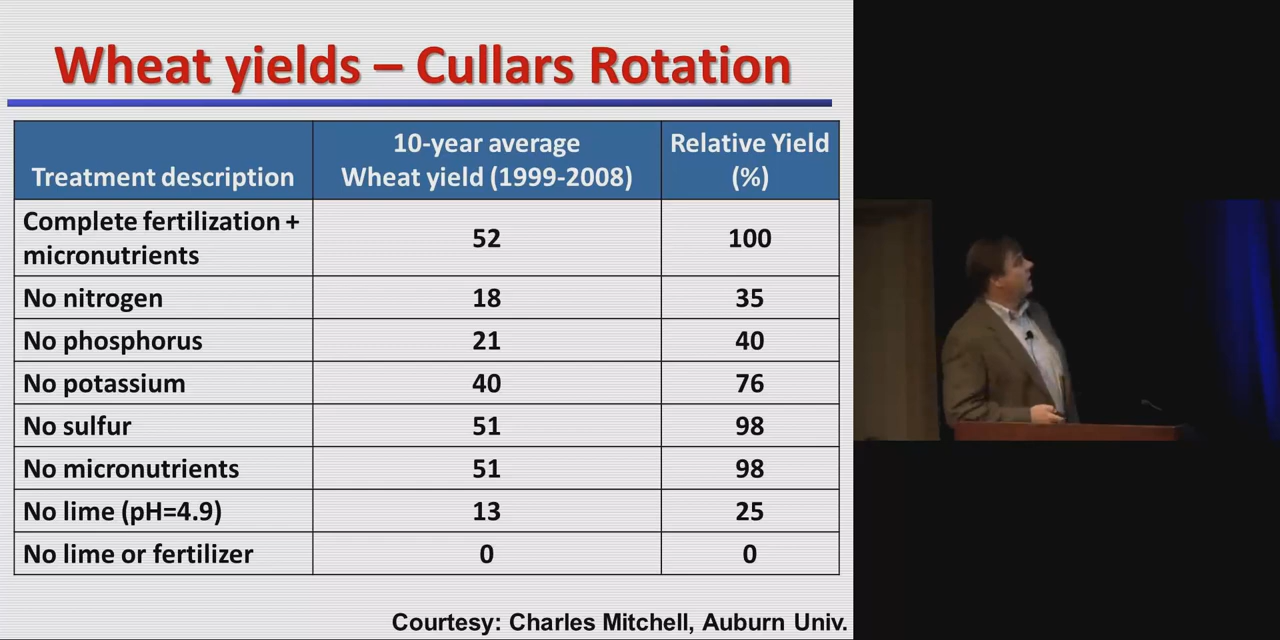 Wheat yields – Cullars Rotation
Treatment description
10-year average
Wheat yield (1999-2008)
Relative Yield
(%)
Complete fertilization +
micronutrients
52
100
No nitrogen
18
35
No phosphorus
21
40
No potassium
40
76
No sulfur
51
98
No micronutrients
51
98
No lime (pH=4.9)
13
25
No lime or fertilizer
0
0
Courtesy: Charles Mitchell, Auburn Univ.